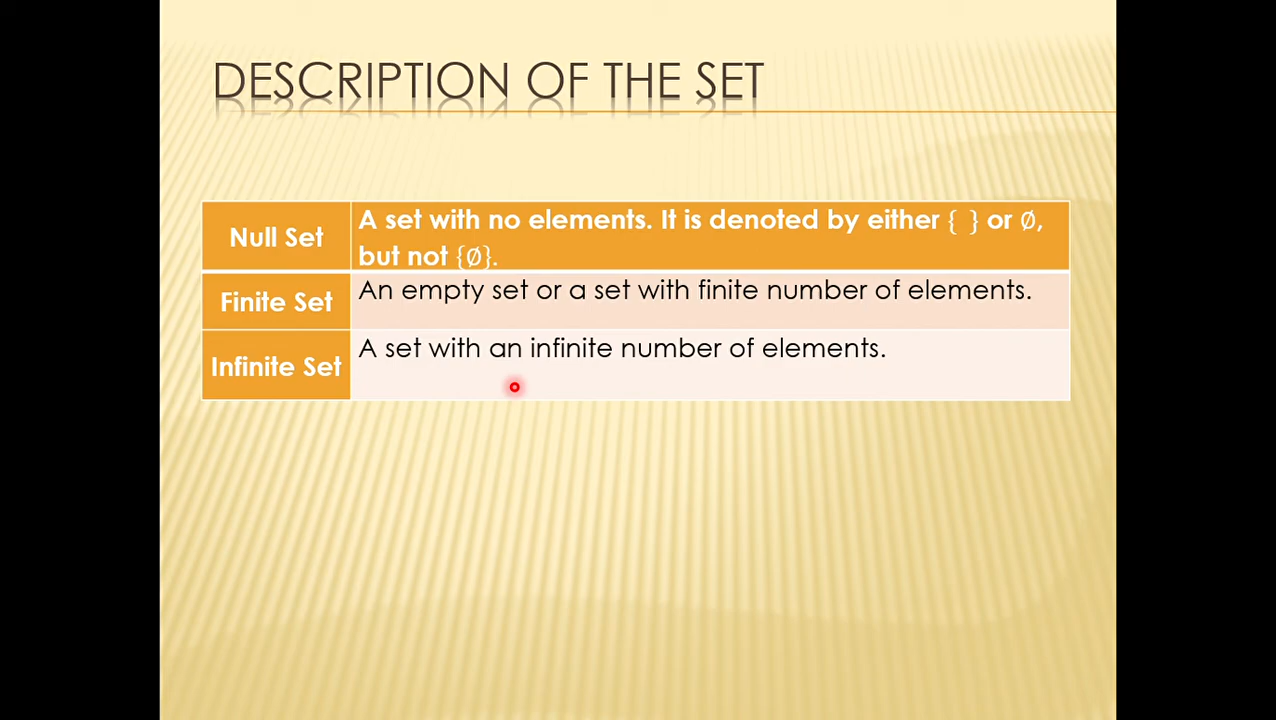 DESCRIPTION OF THE SET
Null Set
A set with no elements. It is denoted by either { } or ∅,
but not {∅}.
Finite Set
An empty set or a set with finite number of elements.
Infinite Set
A set with an infinite number of elements.